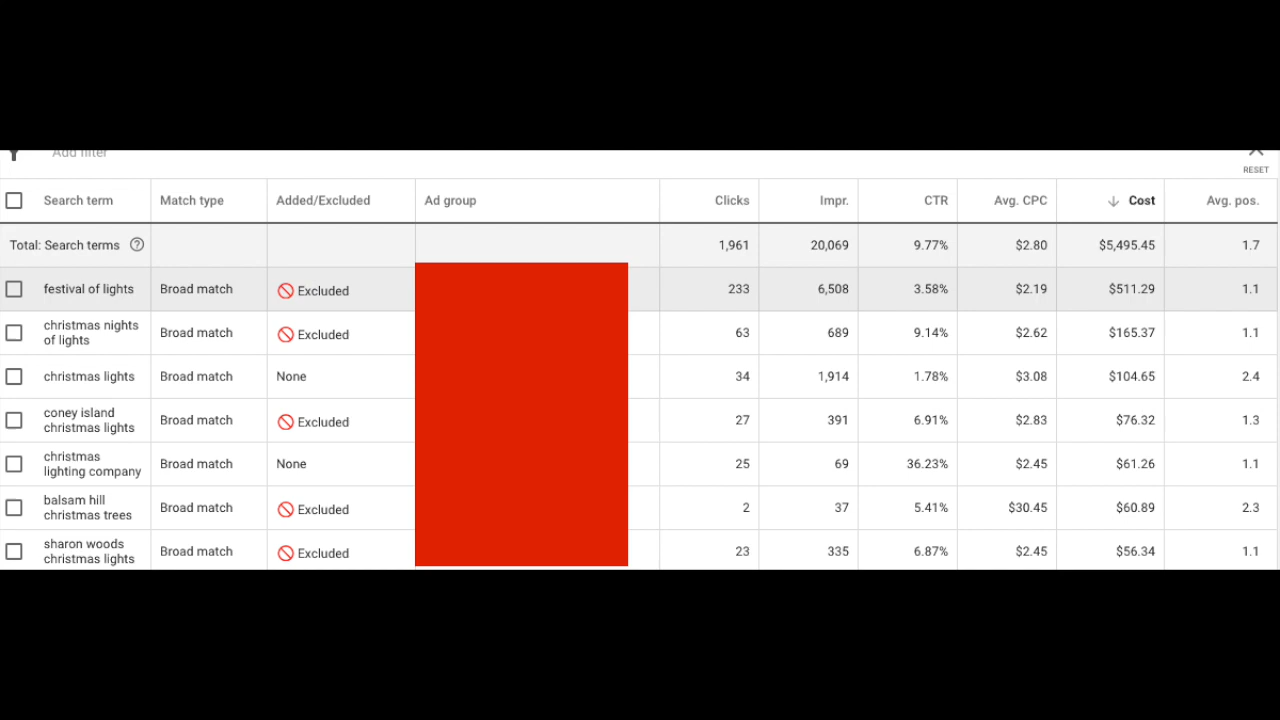 Add filter
RESET
Search term Match type Added/Excluded Ad group Clicks Impr. CTR Avg. CPC Cost Avg. pos.
Total: Search terms 1,961 20,069 9.77% $2.80 $5,495.45 1.7
festival of lights Broad match Excluded 233 6,508 3.58% $2.19 $511.29 1.1
christmas nights
of lights Broad match Excluded 63 689 9.14% $2.62 $165.37 1.1
christmas lights Broad match None 34 1,914 1.78% $3.08 $104.65 2.4
coney island
christmas lights Broad match Excluded 27 391 6.91% $2.83 $76.32 1.3
christmas
lighting company Broad match None 25 69 36.23% $2.45 $61.26 1.1
balsam hill
christmas trees Broad match Excluded 2 37 5.41% $30.45 $60.89 2.3
sharon woods
christmas lights Broad match Excluded 23 335 6.87% $2.45 $56.34 1.1